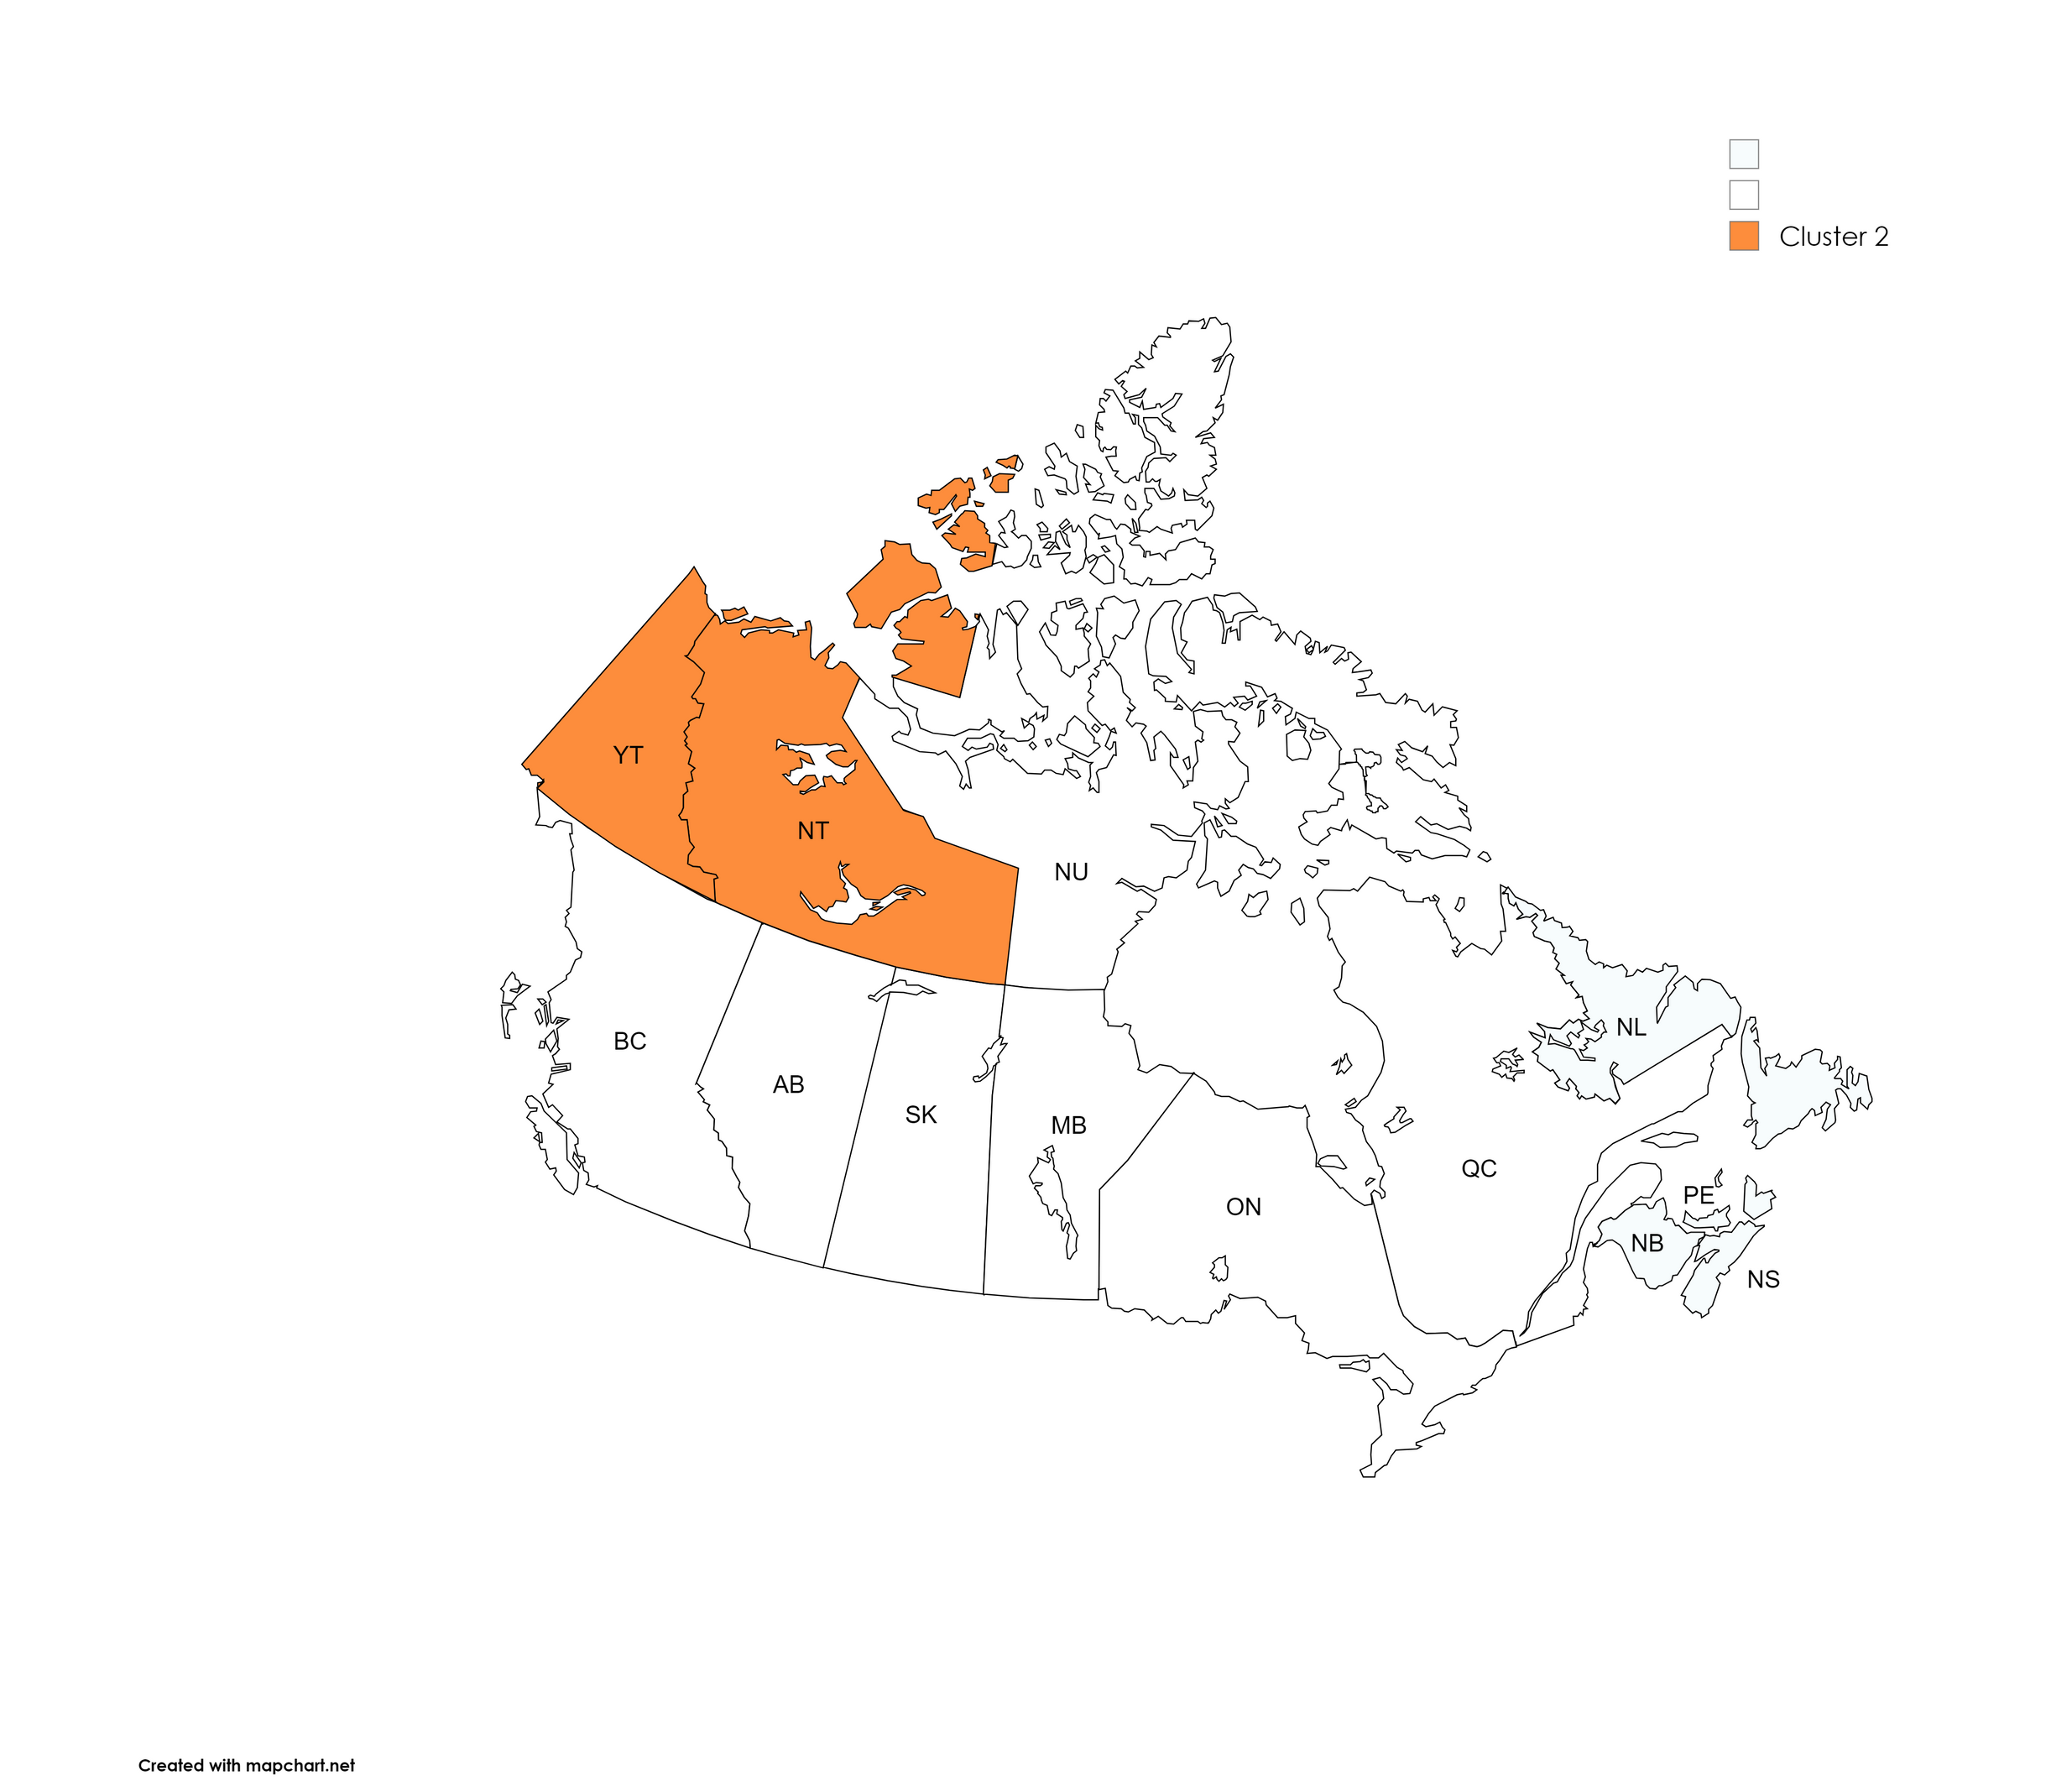 Cluster 2
YT
NT
NU
BC
AB
SK
MB
ON
QC
NL
PE
NB
NS
Created with mapchart.net